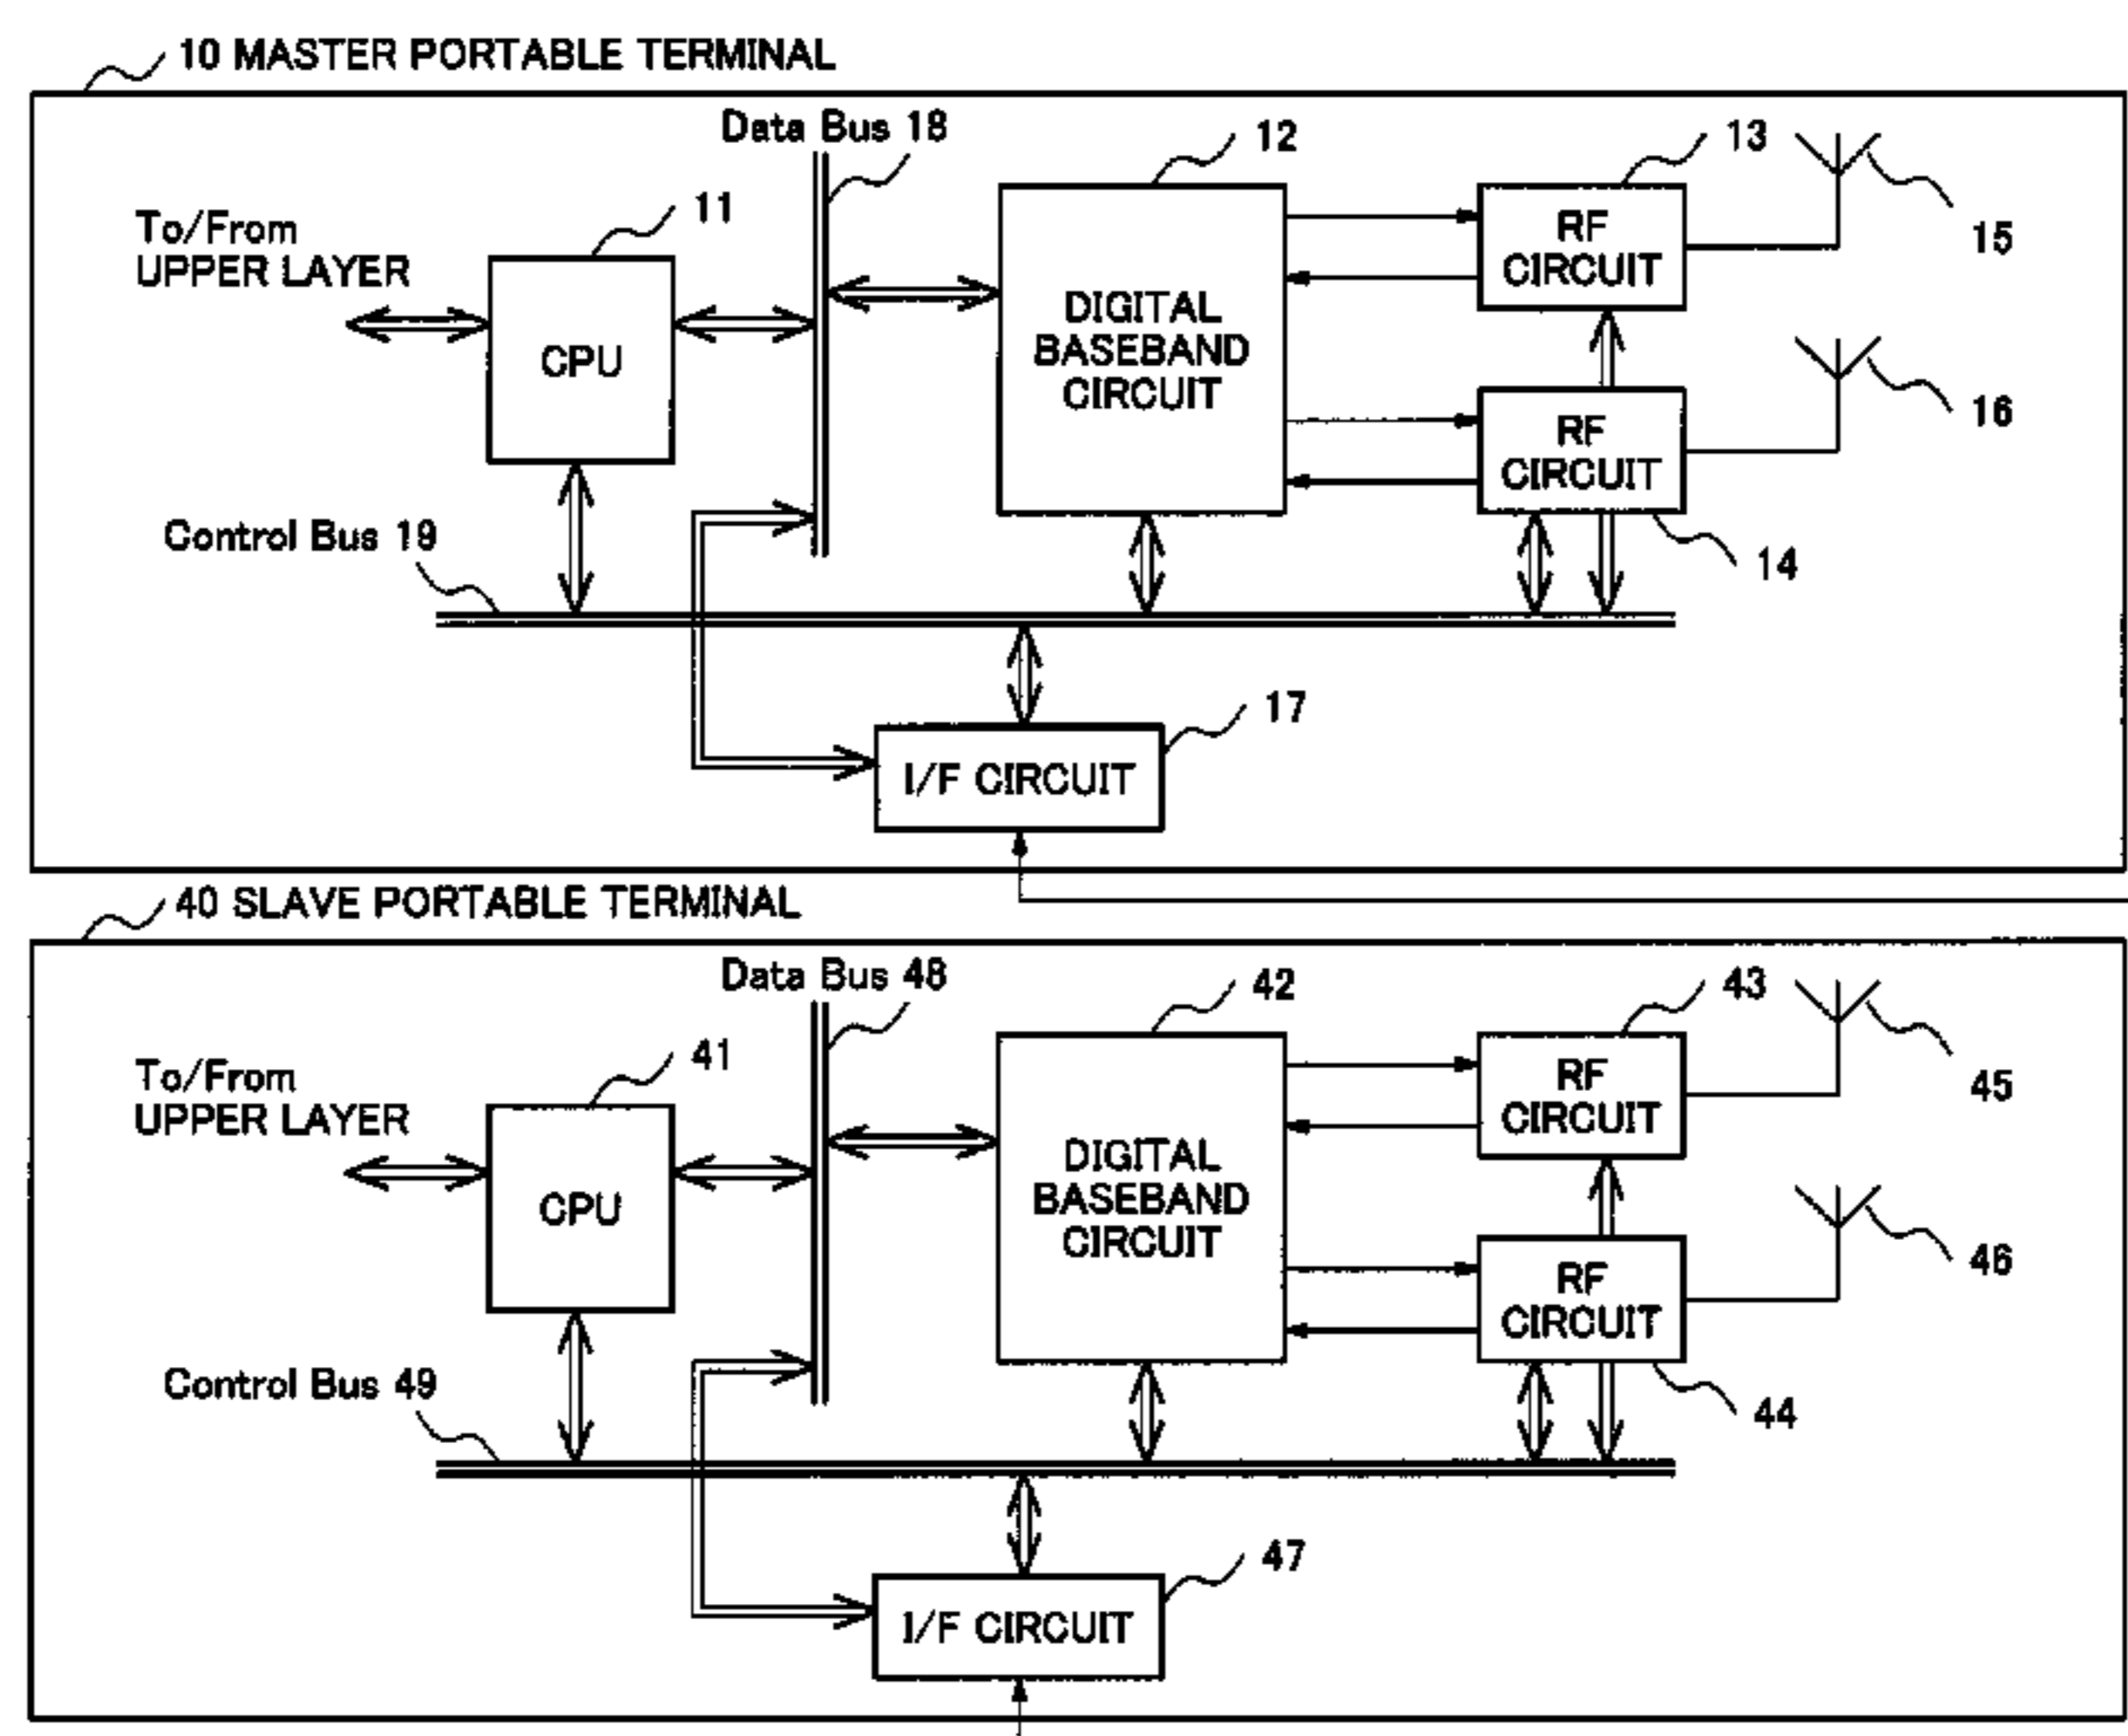 10 MASTER PORTABLE TERMINAL
Data Bus 18
12
13
15
11
To/From
UPPER LAYER
CPU
DIGITAL
BASEBAND
CIRCUIT
RF
CIRCUIT
RF
CIRCUIT
16
14
Control Bus 19
17
I/F CIRCUIT
40 SLAVE PORTABLE TERMINAL
Data Bus 48
42
43
45
41
To/From
UPPER LAYER
CPU
DIGITAL
BASEBAND
CIRCUIT
RF
CIRCUIT
RF
CIRCUIT
46
44
Control Bus 49
47
I/F CIRCUIT